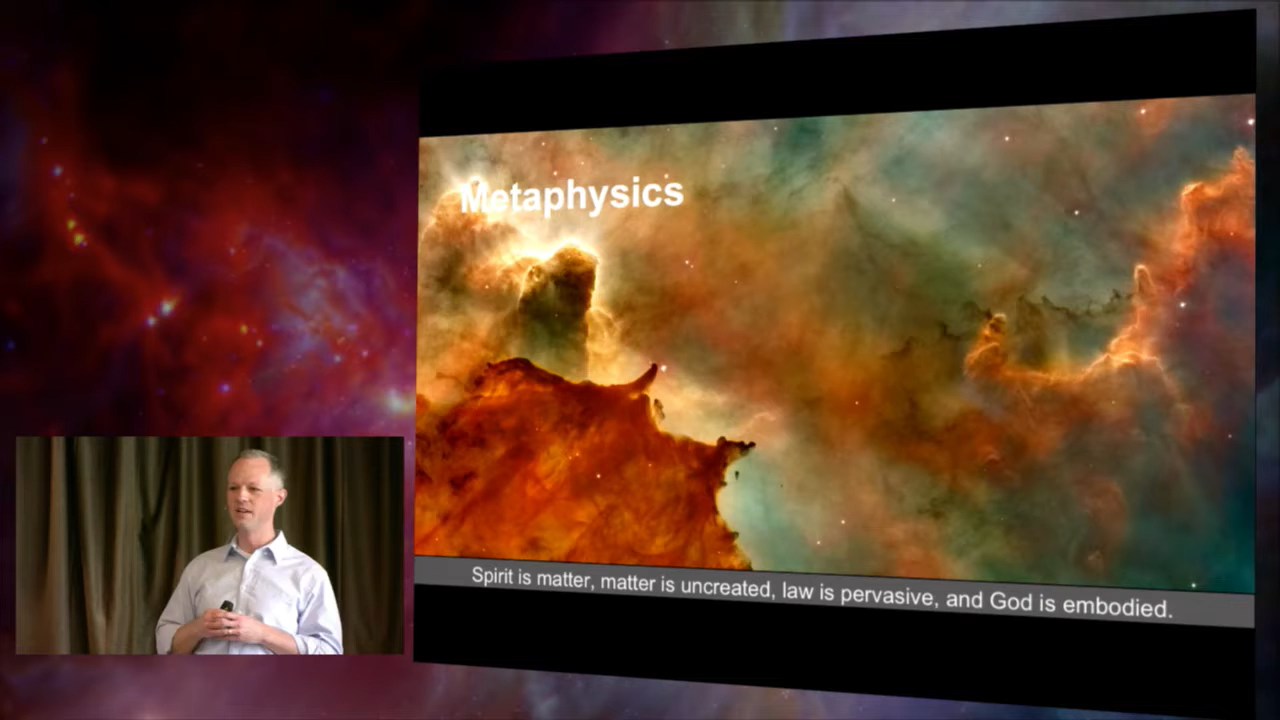 Metaphysics
Spirit is matter, matter is uncreated, law is pervasive, and God is embodied.